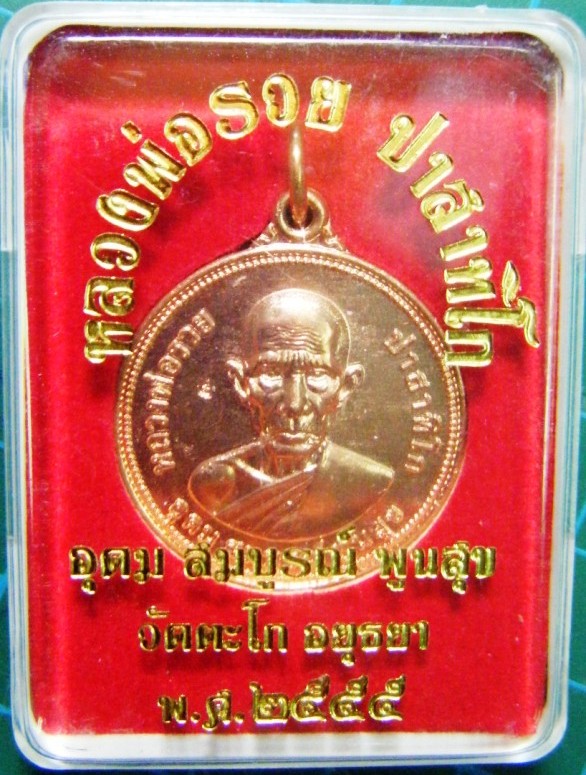 หลวงพ่อรวย ปาสาทิโก
หลวงพ่อรวย ปาสาทิโก
อุดม สมบูรณ์ พูนสุข
วัดตะโก อยุธยา
พ.ศ.๒๕๕๕